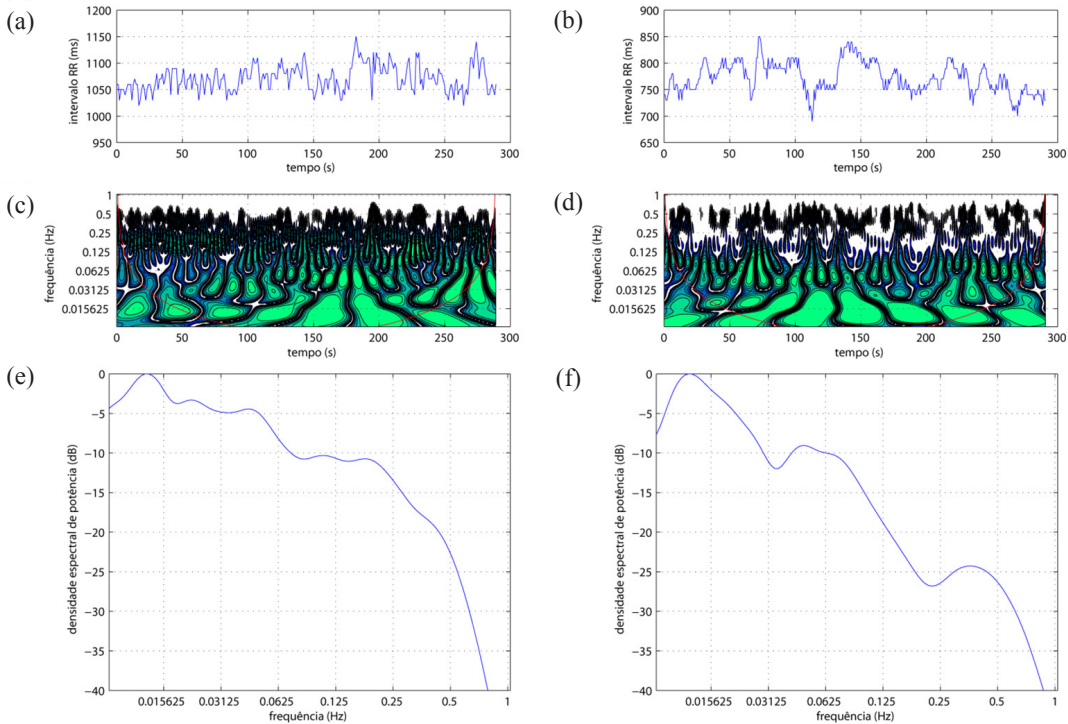 (a)
intervalo RR (ms)
1200
1150
1100
1050
1000
950
0 50 100 150 200 250 300
tempo (s)
(b)
intervalo RR (ms)
900
850
800
750
700
650
0 50 100 150 200 250 300
tempo (s)
(c)
frequência (Hz)
1
0.5
0.25
0.125
0.0625
0.03125
0.015625
0 50 100 150 200 250 300
tempo (s)
(d)
frequência (Hz)
1
0.5
0.25
0.125
0.0625
0.03125
0.015625
0 50 100 150 200 250 300
tempo (s)
(e)
densidade espectral de potência (dB)
0
−5
−10
−15
−20
−25
−30
−35
−40
0.015625 0.03125 0.0625 0.125 0.25 0.5 1
frequência (Hz)
(f)
densidade espectral de potência (dB)
0
−5
−10
−15
−20
−25
−30
−35
−40
0.015625 0.03125 0.0625 0.125 0.25 0.5 1
frequência (Hz)